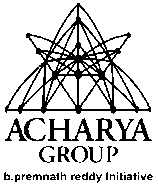 ACHARYA
GROUP
b.premnath reddy Initiative